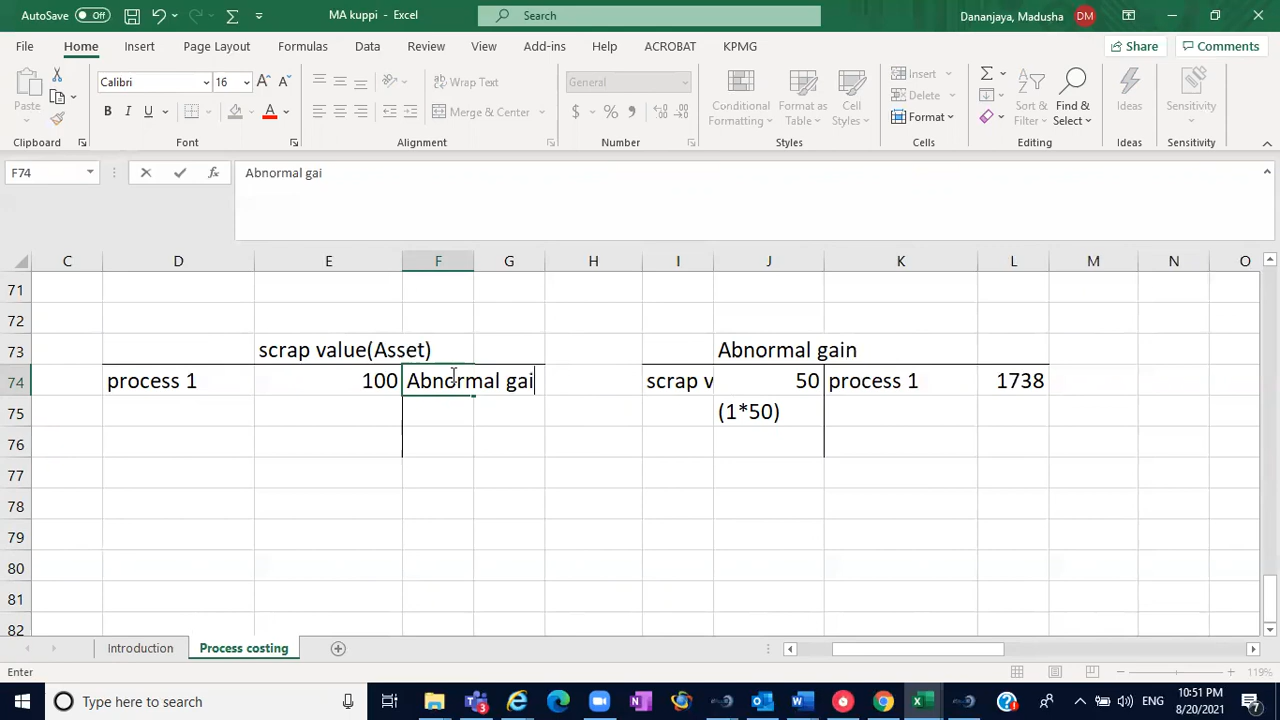 AutoSave Off MA kuppi - Excel Search Dananjaya, Madusha DM
File Home Insert Page Layout Formulas Data Review View Add-ins Help ACROBAT KPMG Share Comments
Calibri 16 Wrap Text General Insert
Paste Merge & Center Conditional Format as Cell Delete Sort & Find & Ideas Sensitivity
Formatting Table Styles Format Filter Select
Clipboard Font Alignment Number Styles Cells Editing Ideas Sensitivity
F74 Abnormal gai
C D E F G H I J K L M N O
71
72
73 scrap value(Asset) Abnormal gain
74 process 1 100 Abnormal gai scrap v 50 process 1 1738
75 (1*50)
76
77
78
79
80
81
82
Introduction Process costing
Enter 119%
Type here to search ENG 10:51 PM
8/20/2021